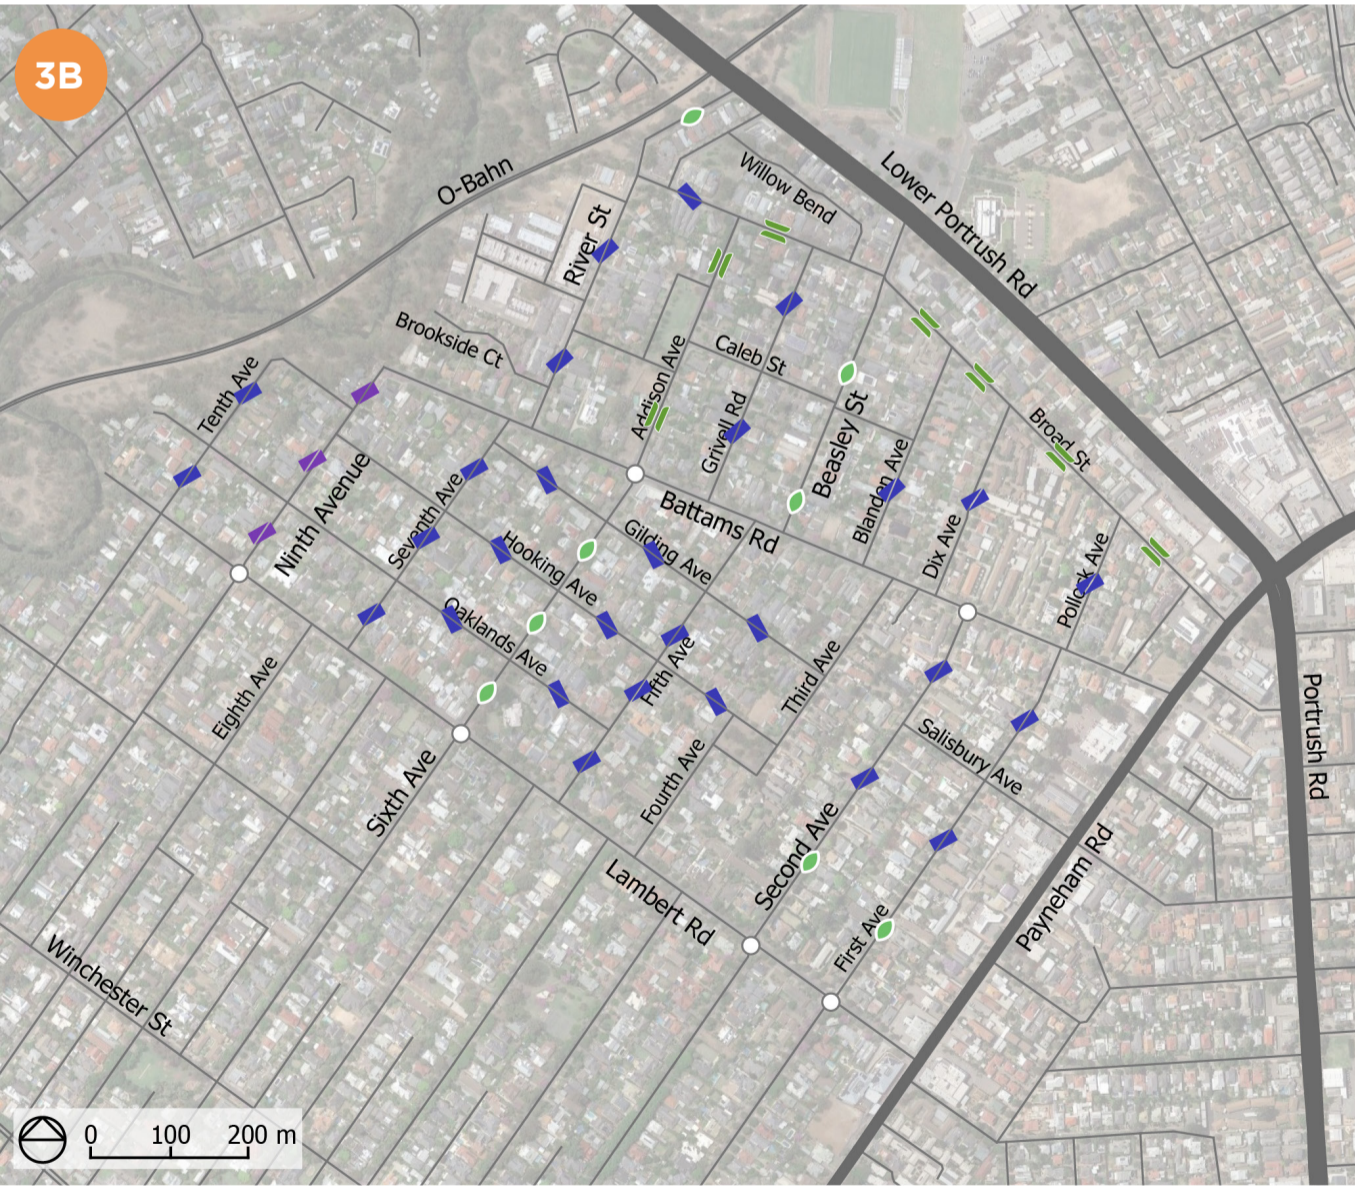 3B
O-Bahn
Willow Bend
Lower Portrush Rd
River St
Brookside Ct
Tenth Ave
Addison Ave
Caleb St
Grivell Rd
Beasley St
Broad St
Blanden Ave
Ninth Avenue
Seventh Ave
Battams Rd
Gilding Ave
Hooking Ave
Dix Ave
Pollock Ave
Oaklands Ave
Fifth Ave
Third Ave
Eighth Ave
Portrush Rd
Salisbury Ave
Sixth Ave
Fourth Ave
Second Ave
Payneham Rd
Lambert Rd
First Ave
Winchester St
0 100 200 m